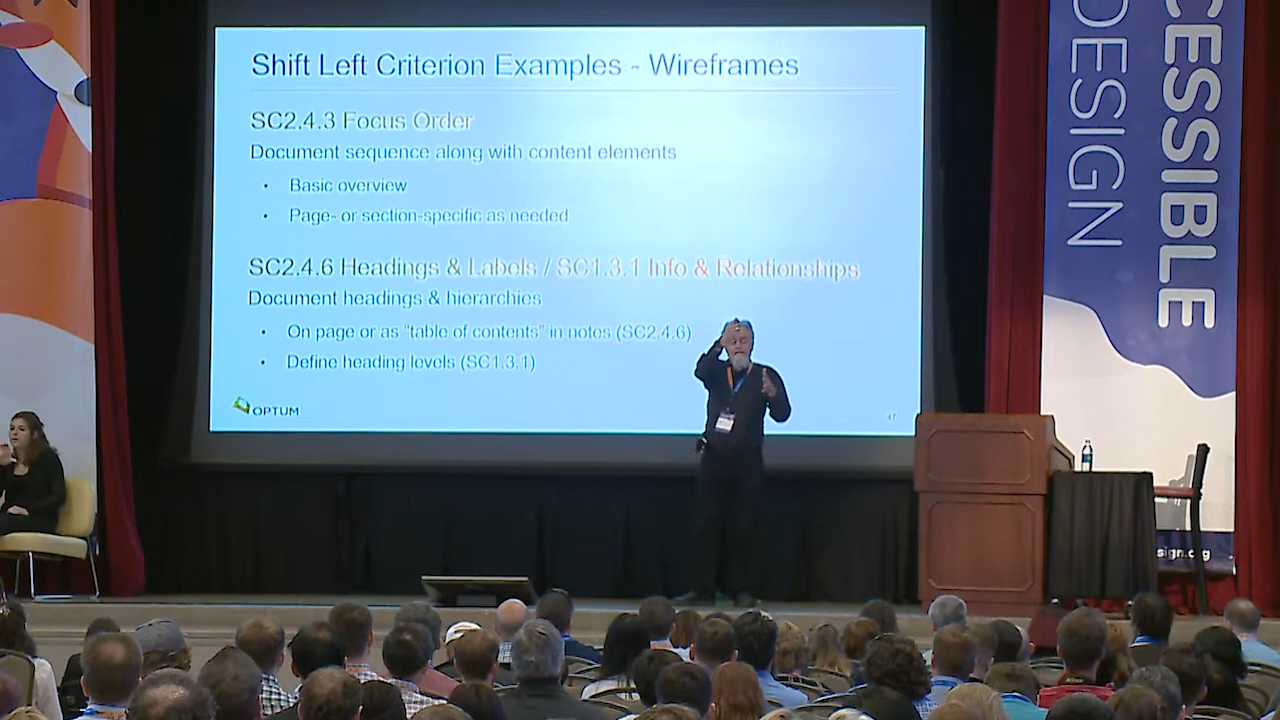 Shift Left Criterion Examples - Wireframes
SC2.4.3 Focus Order
Document sequence along with content elements
• Basic overview
• Page- or section-specific as needed
SC2.4.6 Headings & Labels / SC1.3.1 Info & Relationships
Document headings & hierarchies
• On page or as "table of contents" in notes (SC2.4.6)
• Define heading levels (SC1.3.1)
OPTUM
47
CESSIBLE
DESIGN
sign.org